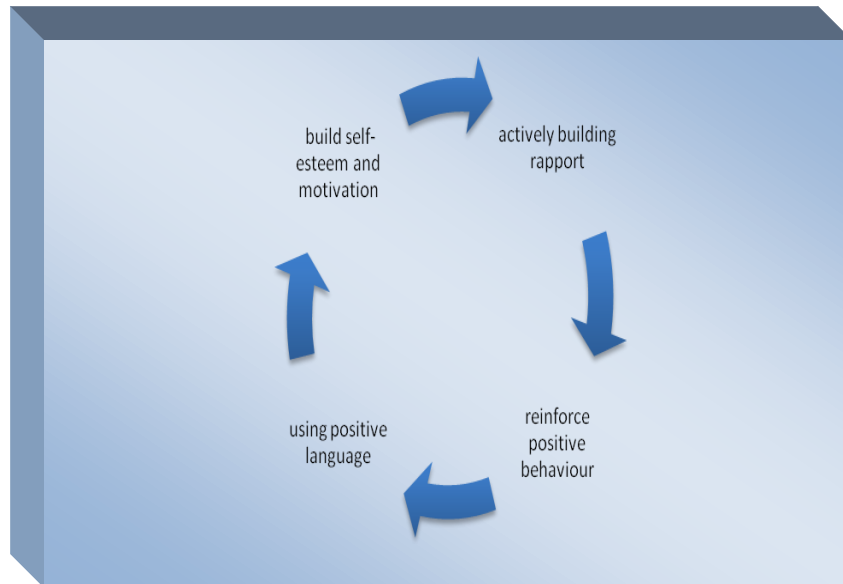 build self-
esteem and
motivation
actively building
rapport
reinforce
positive
behaviour
using positive
language